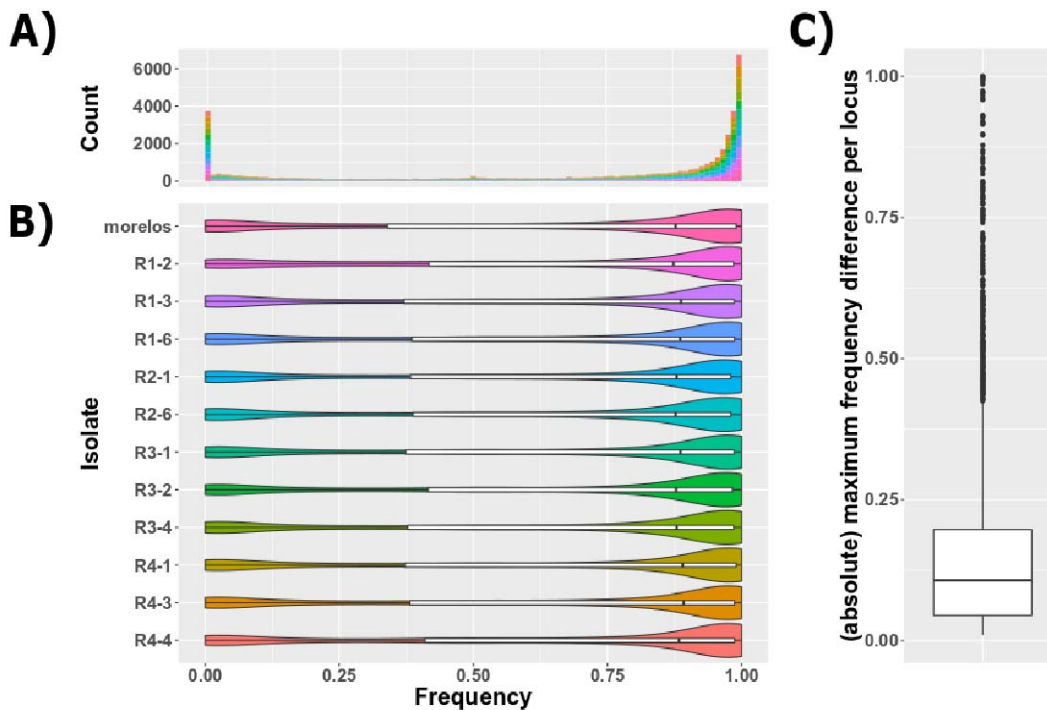 A)
Count
6000
4000
2000
0
B)
Isolate
morelos
R1-2
R1-3
R1-6
R2-1
R2-6
R3-1
R3-2
R3-4
R4-1
R4-3
R4-4
0.00 0.25 0.50 0.75 1.00
Frequency
C)
(absolute) maximum frequency difference per locus
1.00
0.75
0.50
0.25
0.00